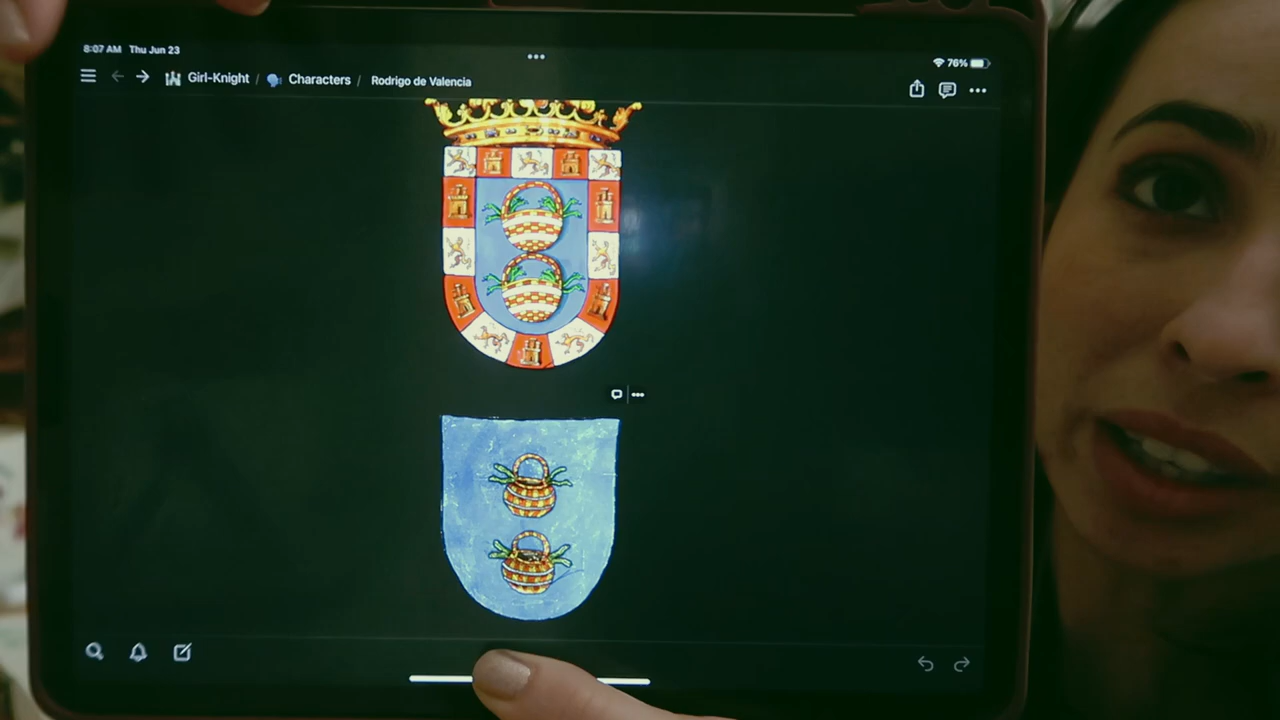 8:07 AM Thu Jun 23
76%
Girl-Knight / Characters / Rodrigo de Valencia